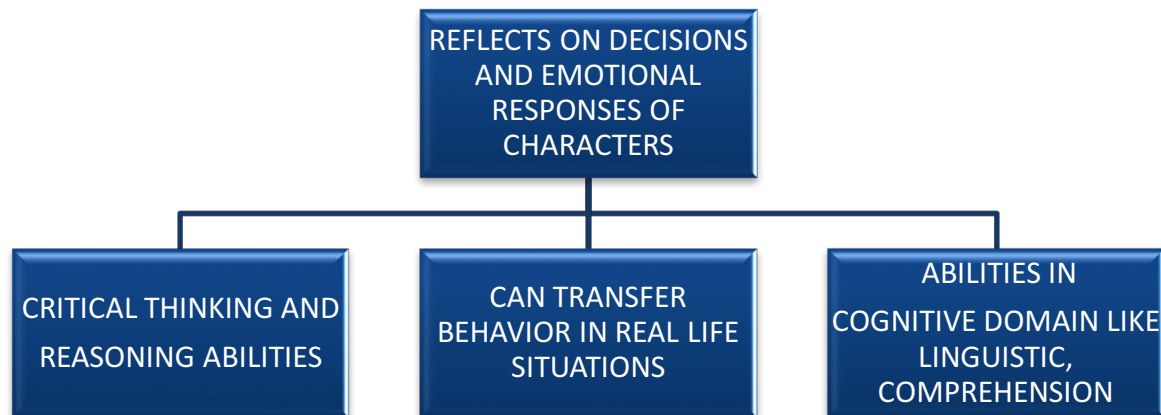 REFLECTS ON DECISIONS
AND EMOTIONAL
RESPONSES OF
CHARACTERS
CRITICAL THINKING AND
REASONING ABILITIES
CAN TRANSFER
BEHAVIOR IN REAL LIFE
SITUATIONS
ABILITIES IN
COGNITIVE DOMAIN LIKE
LINGUISTIC,
COMPREHENSION